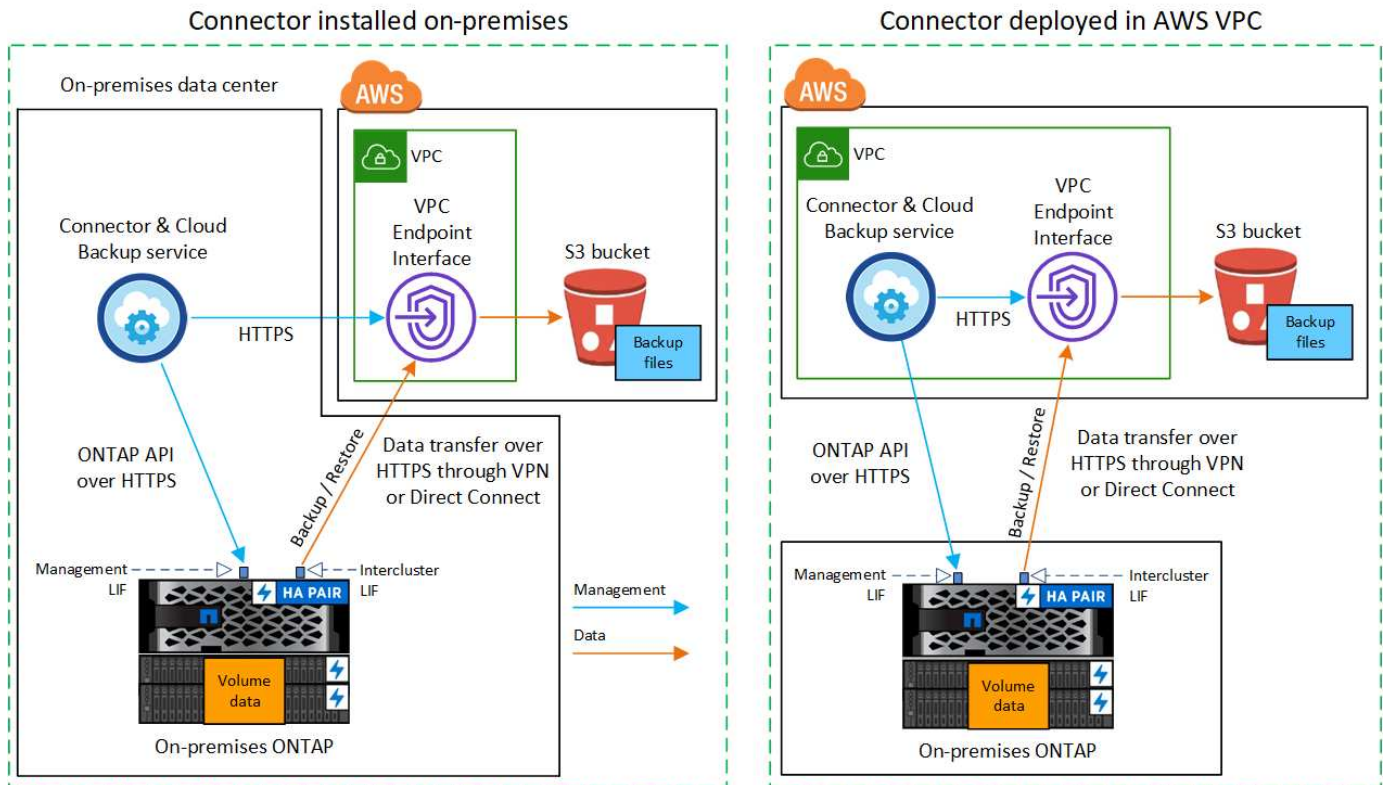 Connector installed on-premises
On-premises data center
AWS
VPC
VPC
Endpoint
Interface
Connector & Cloud
Backup service
S3 bucket
HTTPS
Backup
files
ONTAP API
over HTTPS
Backup / Restore
Data transfer over
HTTPS through VPN
or Direct Connect
Management
LIF
Intercluster
LIF
HA PAIR
Management
Data
Volume
data
On-premises ONTAP
Connector deployed in AWS VPC
AWS
VPC
Connector & Cloud
Backup service
VPC
Endpoint
Interface
S3 bucket
HTTPS
Backup
files
ONTAP API
over HTTPS
Backup / Restore
Data transfer over
HTTPS through VPN
or Direct Connect
Management
LIF
Intercluster
LIF
HA PAIR
Volume
data
On-premises ONTAP